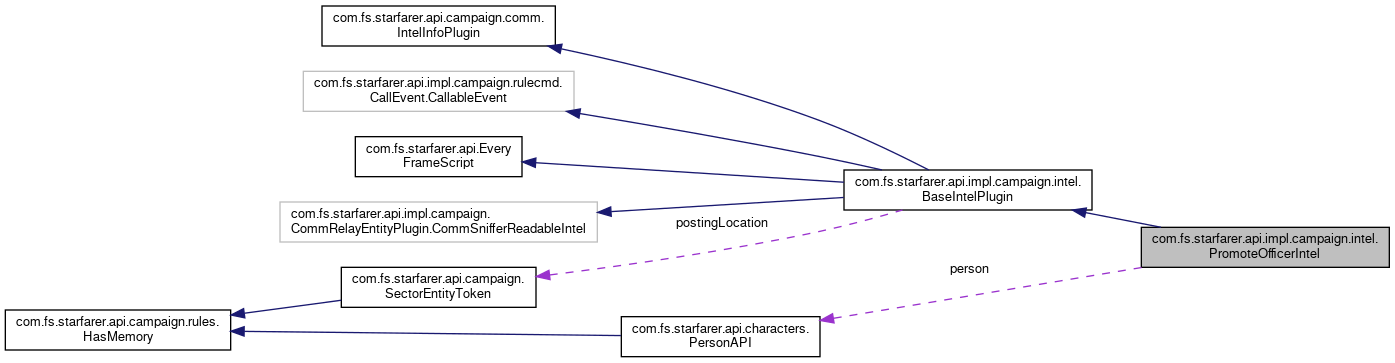 com.fs.starfarer.api.campaign.comm.
IntelInfoPlugin
com.fs.starfarer.api.impl.campaign.rulecmd.
CallEvent.CallableEvent
com.fs.starfarer.api.Every
FrameScript
com.fs.starfarer.api.impl.campaign.intel.
BaseIntelPlugin
com.fs.starfarer.api.impl.campaign.
CommRelayEntityPlugin.CommSnifferReadableIntel
postingLocation
com.fs.starfarer.api.impl.campaign.intel.
PromoteOfficerIntel
person
com.fs.starfarer.api.campaign.
SectorEntityToken
com.fs.starfarer.api.campaign.rules.
HasMemory
com.fs.starfarer.api.characters.
PersonAPI